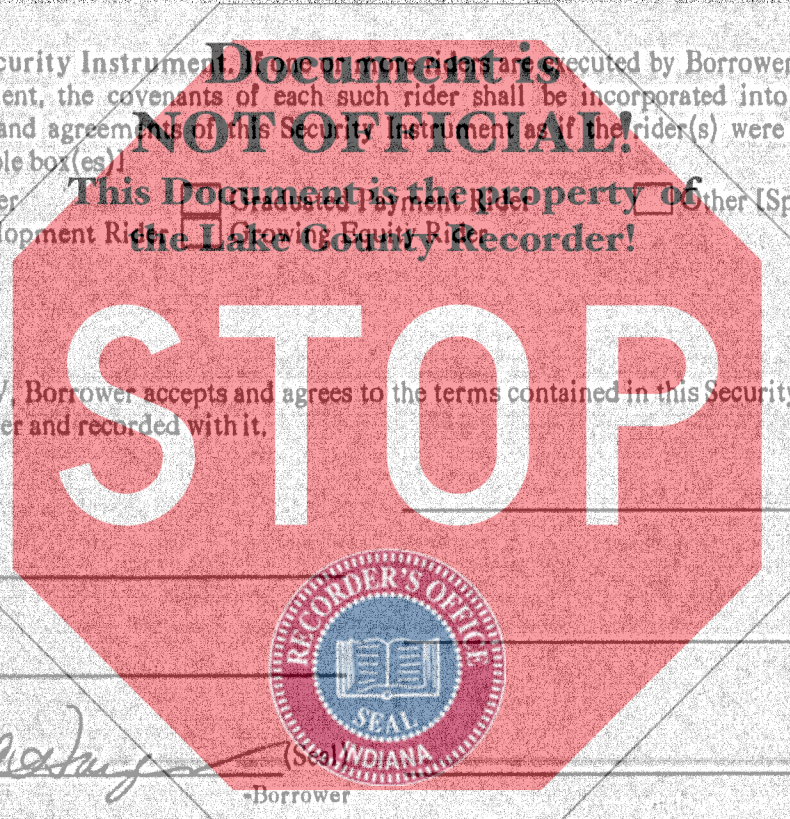 Document is
NOT OFFICIAL!
This Document is the property of
the Lake County Recorder!
STOP
curity Instrument. If one or more riders are executed by Borrower
ent, the covenants of each such rider shall be incorporated into
and agreements of this Security Instrument as if the rider(s) were
le box(es)]
er Graduated Payment Rider Other [Sp
lopment Rider Growing Equity Rider
V, Borrower accepts and agrees to the terms contained in this Security
er and recorded with it.
RECORDER'S OFFICE
SEAL
INDIANA
(Seal)
-Borrower